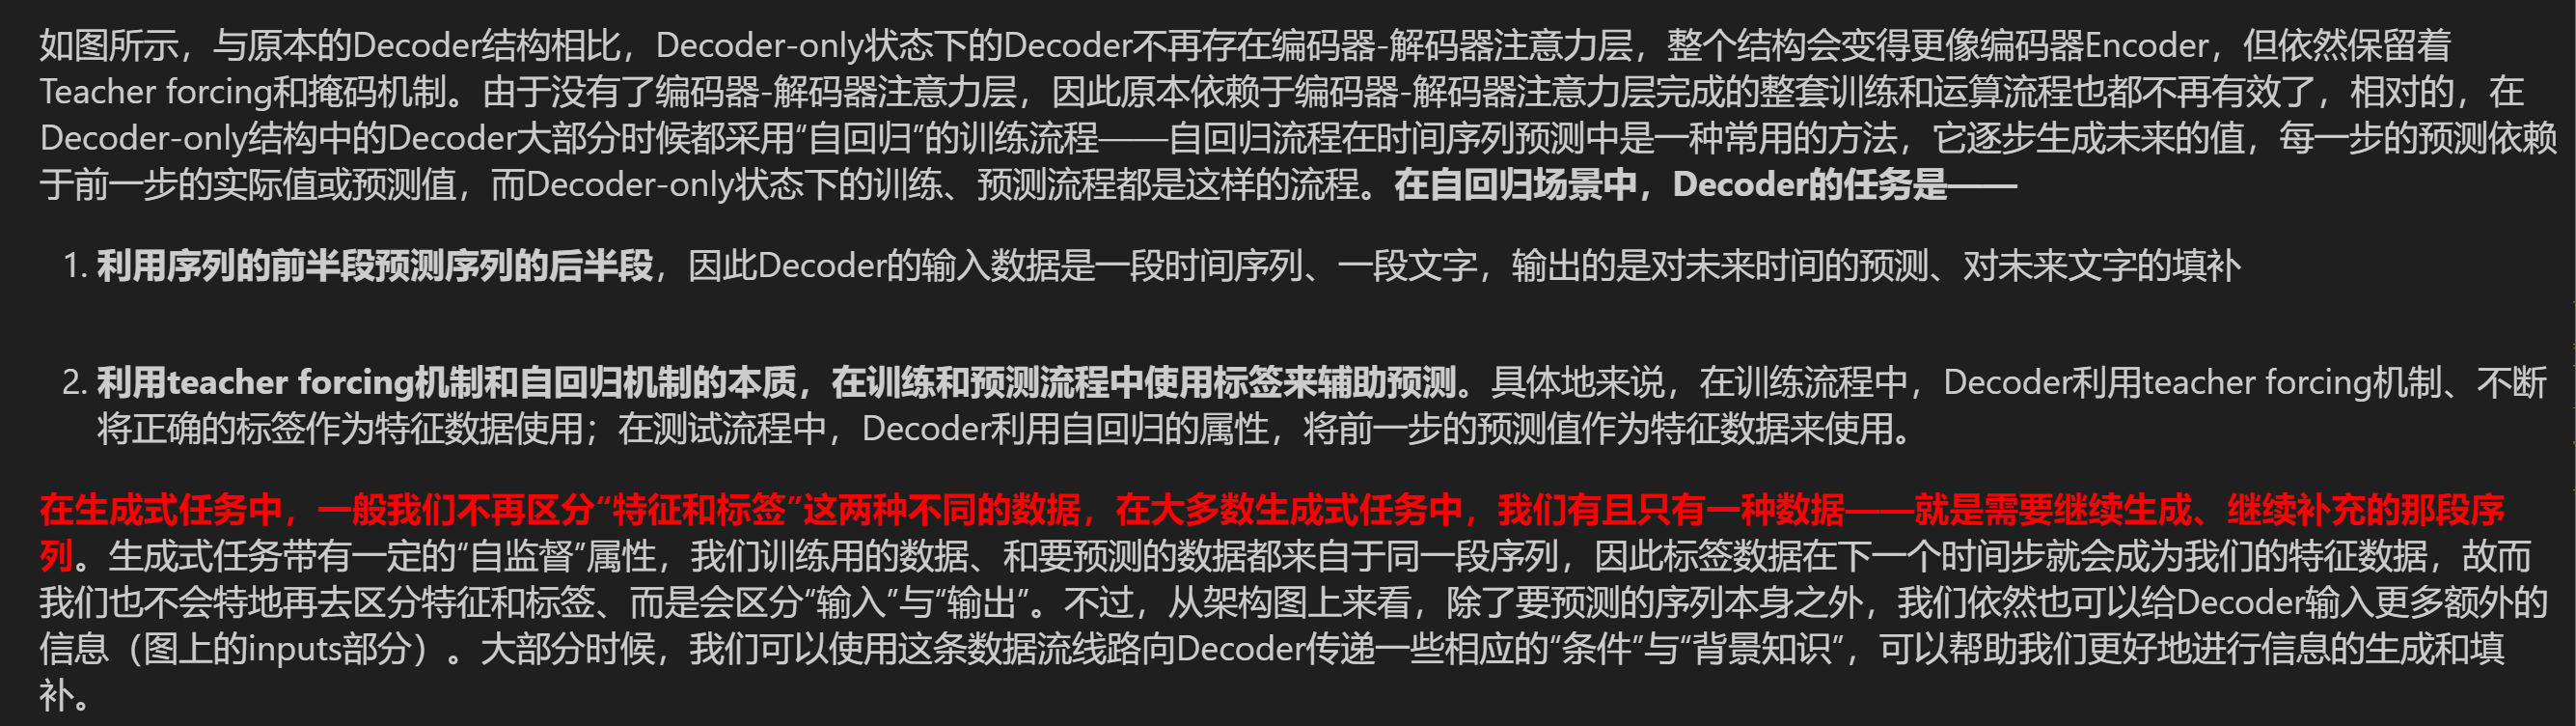 如图所示，与原本的Decoder结构相比，Decoder-only状态下的Decoder不再存在编码器-解码器注意力层，整个结构会变得更像编码器Encoder，但依然保留着
Teacher forcing和掩码机制。由于没有了编码器-解码器注意力层，因此原本依赖于编码器-解码器注意力层完成的整套训练和运算流程也都不再有效了，相对的，在
Decoder-only结构中的Decoder大部分时候都采用“自回归”的训练流程——自回归流程在时间序列预测中是一种常用的方法，它逐步生成未来的值，每一步的预测依赖
于前一步的实际值或预测值，而Decoder-only状态下的训练、预测流程都是这样的流程。在自回归场景中，Decoder的任务是——
1. 利用序列的前半段预测序列的后半段，因此Decoder的输入数据是一段时间序列、一段文字，输出的是对未来时间的预测、对未来文字的填补
2. 利用teacher forcing机制和自回归机制的本质，在训练和预测流程中使用标签来辅助预测。具体地来说，在训练流程中，Decoder利用teacher forcing机制、不断
将正确的标签作为特征数据使用；在测试流程中，Decoder利用自回归的属性，将前一步的预测值作为特征数据来使用。
在生成式任务中，一般我们不再区分“特征和标签”这两种不同的数据，在大多数生成式任务中，我们有且只有一种数据——就是需要继续生成、继续补充的那段序
列。生成式任务带有一定的“自监督”属性，我们训练用的数据、和要预测的数据都来自于同一段序列，因此标签数据在下一个时间步就会成为我们的特征数据，故而
我们也不会特地再去区分特征和标签、而是会区分“输入”与“输出”。不过，从架构图上来看，除了要预测的序列本身之外，我们依然也可以给Decoder输入更多额外的
信息（图上的inputs部分）。大部分时候，我们可以使用这条数据流线路向Decoder传递一些相应的“条件”与“背景知识”，可以帮助我们更好地进行信息的生成和填
补。